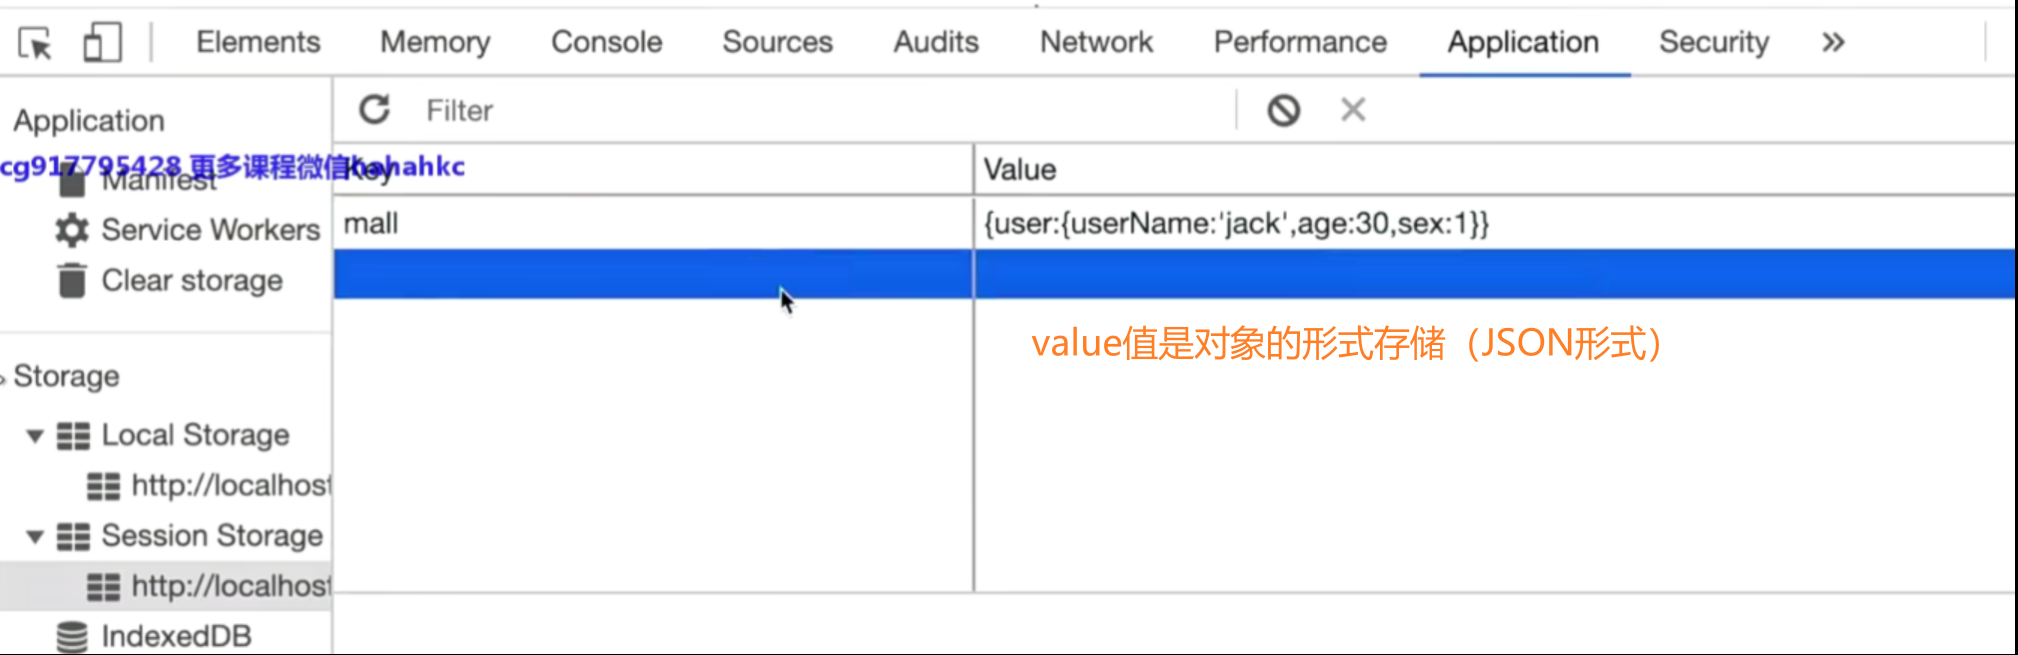 Elements Memory Console Sources Audits Network Performance Application Security »
Application
Filter
cg917795428 更多课程微信hahahkc
Key Value
Manifest
mall {user:{userName:'jack',age:30,sex:1}}
Service Workers
Clear storage
value值是对象的形式存储（JSON形式）
Storage
Local Storage
http://localhost
Session Storage
http://localhost
IndexedDB